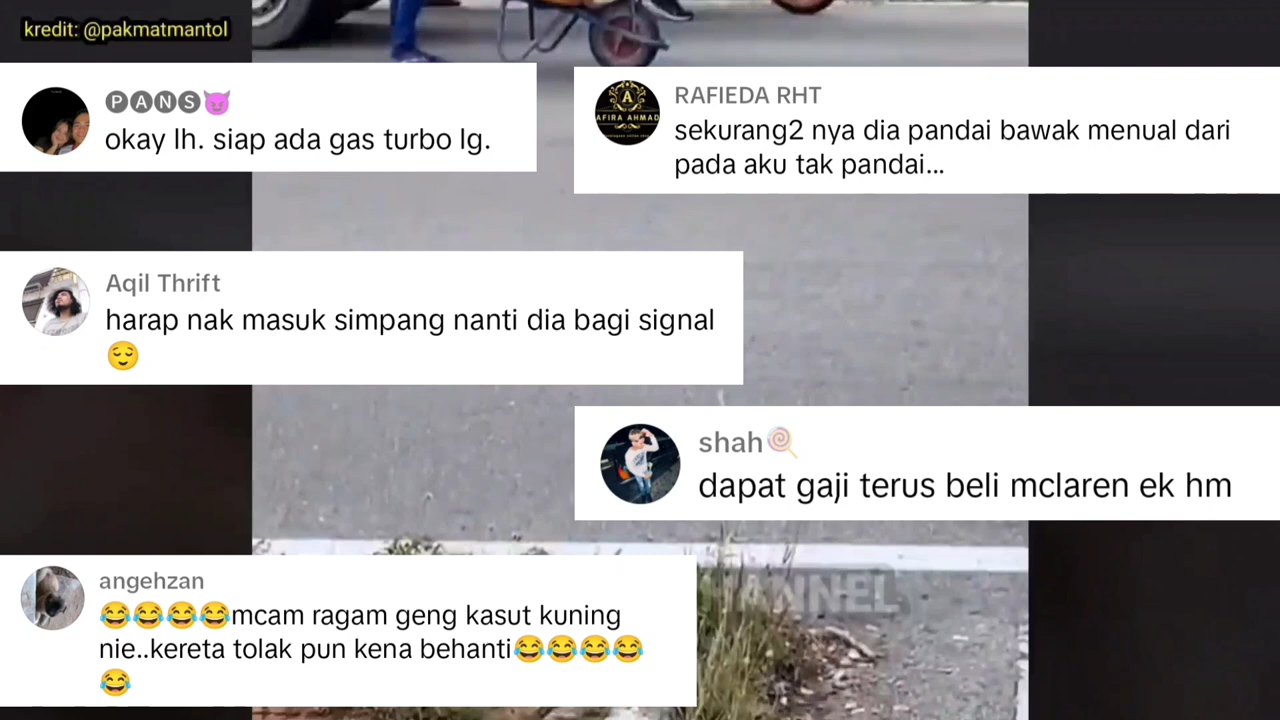 kredit: @pakmatmantol
PANS😈
okay lh. siap ada gas turbo lg.
RAFIEDA RHT
sekurang2 nya dia pandai bawak menual dari
pada aku tak pandai...
A
AFIRA AHMAD
Aqil Thrift
harap nak masuk simpang nanti dia bagi signal
😌
shah🍭
dapat gaji terus beli mclaren ek hm
angehzan
😂😂😂😂mcam ragam geng kasut kuning
nie..kereta tolak pun kena behanti😂😂😂😂
😂